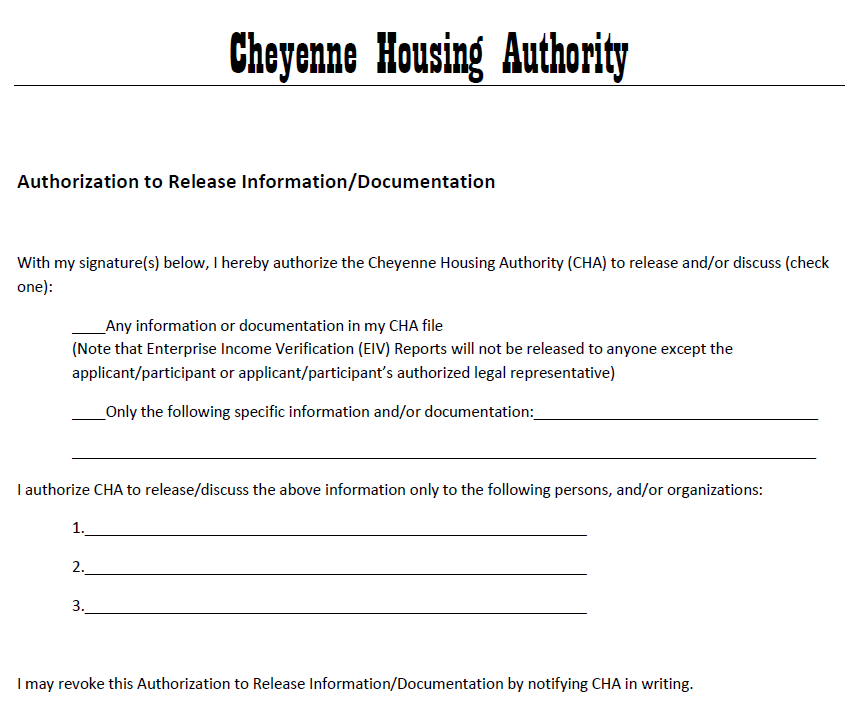 Cheyenne Housing Authority
Authorization to Release Information/Documentation
With my signature(s) below, I hereby authorize the Cheyenne Housing Authority (CHA) to release and/or discuss (check
one):
____Any information or documentation in my CHA file
(Note that Enterprise Income Verification (EIV) Reports will not be released to anyone except the
applicant/participant or applicant/participant’s authorized legal representative)
____Only the following specific information and/or documentation:___________________________________
I authorize CHA to release/discuss the above information only to the following persons, and/or organizations:
1.______________________________________________________________
2.______________________________________________________________
3.______________________________________________________________
I may revoke this Authorization to Release Information/Documentation by notifying CHA in writing.